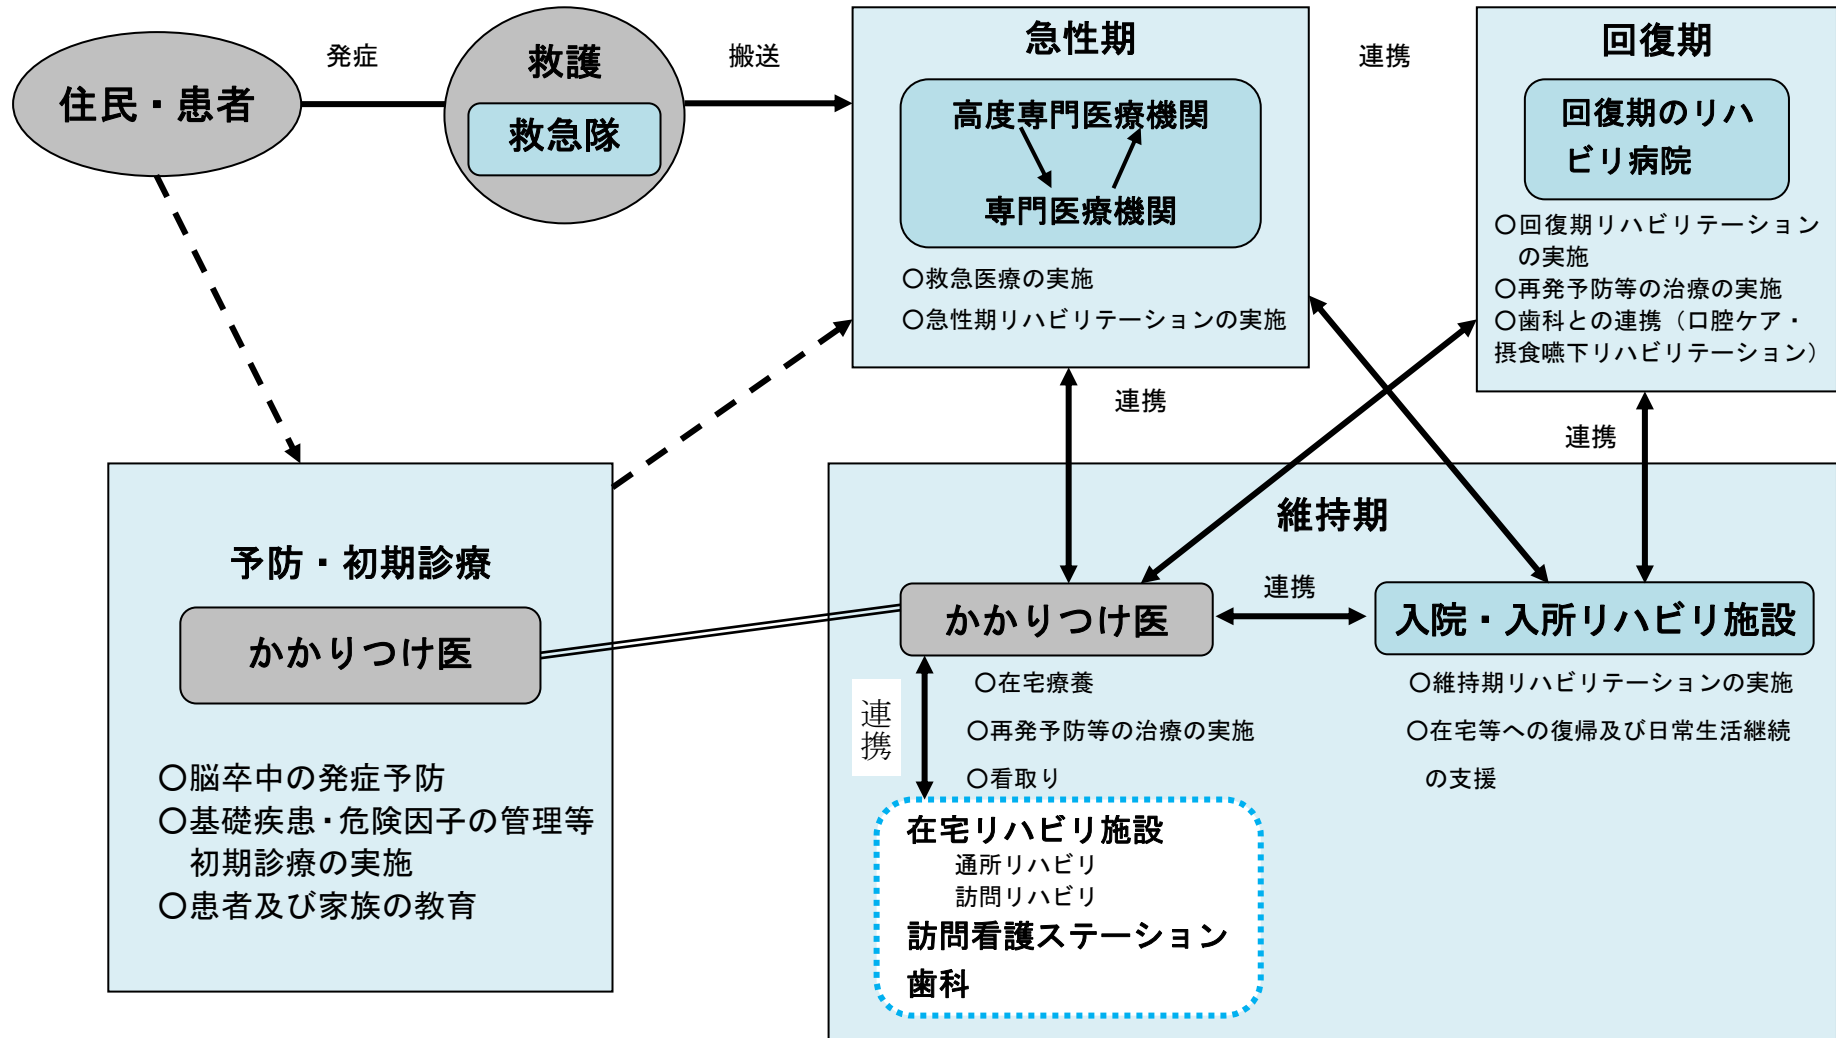 住民・患者
発症
救護
救急隊
搬送
急性期
高度専門医療機関
専門医療機関
〇救急医療の実施
〇急性期リハビリテーションの実施
連携
回復期
回復期のリハ
ビリ病院
〇回復期リハビリテーション
の実施
〇再発予防等の治療の実施
〇歯科との連携（口腔ケア・
摂食嚥下リハビリテーション）
連携
連携
予防・初期診療
かかりつけ医
〇脳卒中の発症予防
〇基礎疾患・危険因子の管理等
初期診療の実施
〇患者及び家族の教育
維持期
かかりつけ医
連携
入院・入所リハビリ施設
〇在宅療養
〇再発予防等の治療の実施
〇看取り
〇維持期リハビリテーションの実施
〇在宅等への復帰及び日常生活継続
の支援
連携
在宅リハビリ施設
通所リハビリ
訪問リハビリ
訪問看護ステーション
歯科